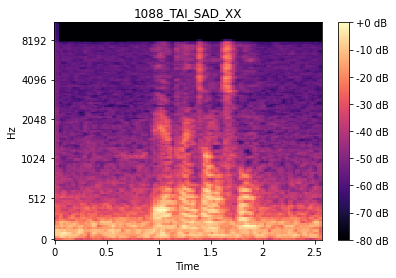 1088_TAI_SAD_XX
+0 dB
8192
-10 dB
4096
-20 dB
-30 dB
2048
Hz
-40 dB
1024
-50 dB
512
-60 dB
-70 dB
0
-80 dB
0 0.5 1 1.5 2 2.5
Time